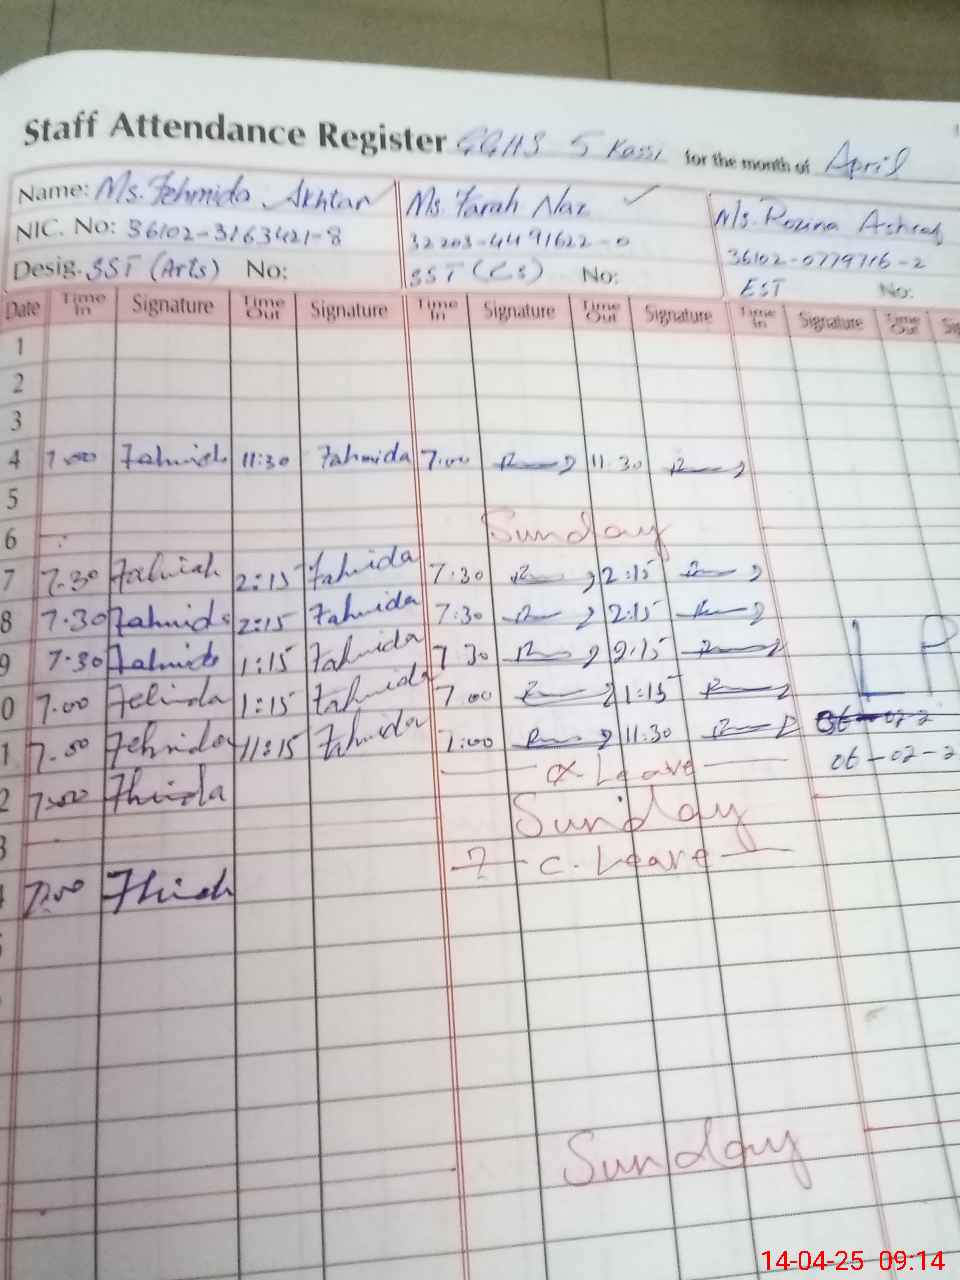 Staff Attendance Register GGHS 5 Kassi for the month of April
Name: Ms. Fehmida Akhtar Ms. Farah Naz Ms. Rozina Ashraf
NIC. No: 36102-3163421-8 32203-4491622-0 36102-0779716-2
Desig. SST (Arts) No: SST (Sc) No: EST No:
Date Time In Signature Time Out Signature Time In Signature Time Out Signature Time In Signature Time Out Sig
1
2
3
4 7:00 Fahmida 11:30 Fahmida 7:00 11:30
5
6 Sunday
7 7:30 Fahmida 2:15 Fahmida 7:30 2:15
8 7:30 Fahmida 2:15 Fahmida 7:30 2:15
9 7:30 Fahmida 1:15 Fahmida 7 30 2:15 L P
0 7:00 Fehmida 1:15 Fahmida 7 00 1:15
1 7:00 Fehmida 11:15 Fahmida 7:00 11:30 06-02-2
2 7:00 Leave 06-02-2
3 Sunday
7:00 ? C. Leave
Sunday
14-04-25 09:14